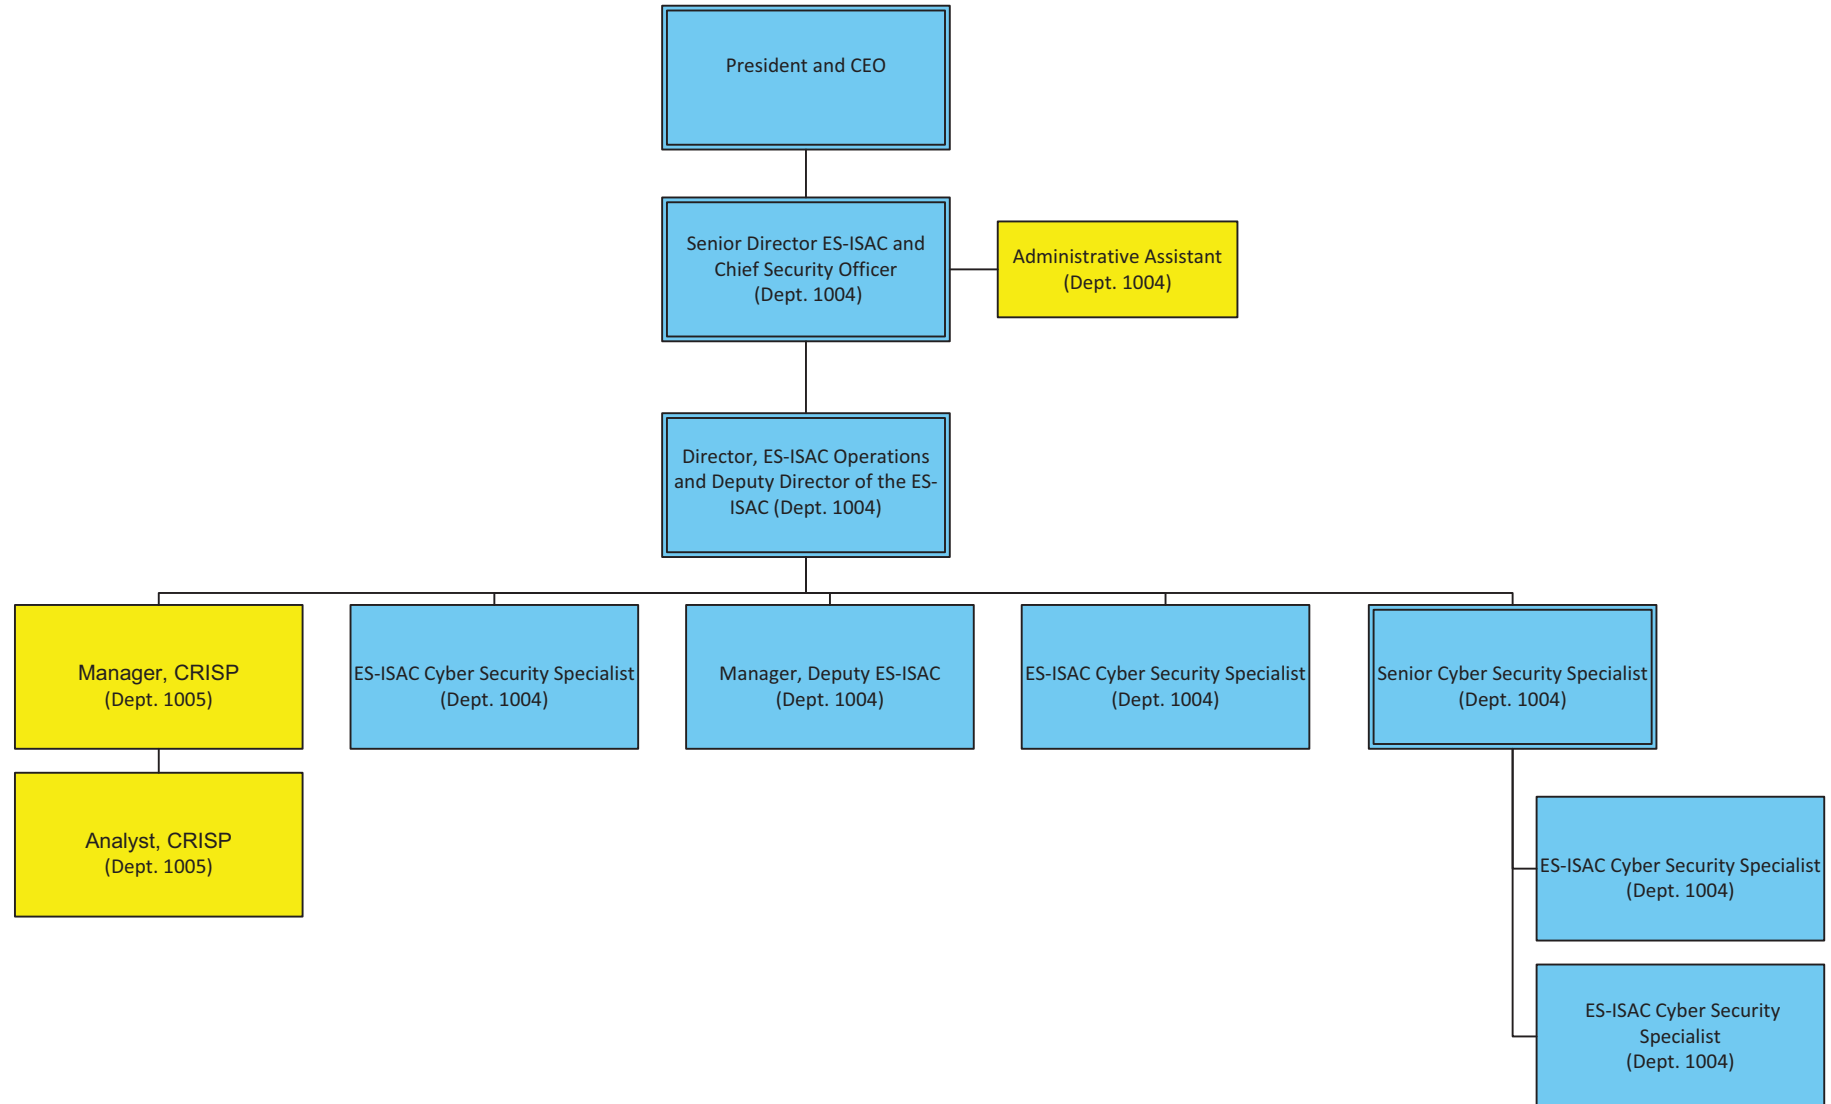 President and CEO
Senior Director ES-ISAC and
Chief Security Officer
(Dept. 1004)
Administrative Assistant
(Dept. 1004)
Director, ES-ISAC Operations
and Deputy Director of the ES-
ISAC (Dept. 1004)
Manager, CRISP
(Dept. 1005)
ES-ISAC Cyber Security Specialist
(Dept. 1004)
Manager, Deputy ES-ISAC
(Dept. 1004)
ES-ISAC Cyber Security Specialist
(Dept. 1004)
Senior Cyber Security Specialist
(Dept. 1004)
Analyst, CRISP
(Dept. 1005)
ES-ISAC Cyber Security Specialist
(Dept. 1004)
ES-ISAC Cyber Security
Specialist
(Dept. 1004)